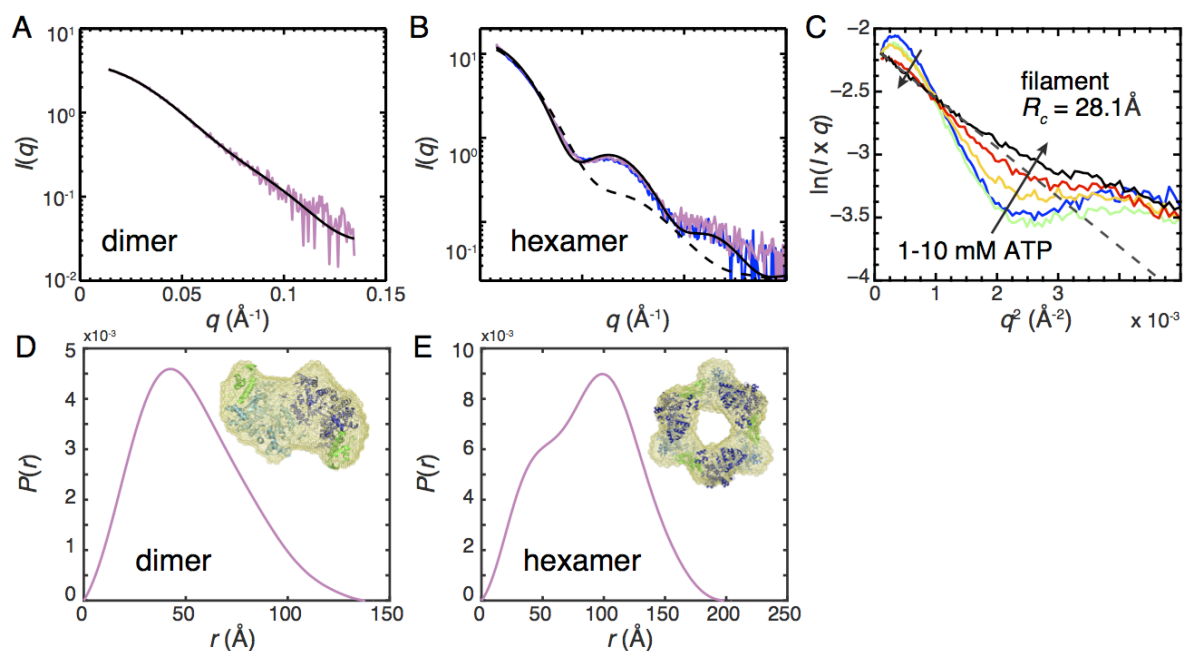 A
10¹
10⁰
10⁻¹
10⁻²
I(q)
dimer
0
0.05
0.1
0.15
q (Å⁻¹)
B
10¹
10⁰
10⁻¹
I(q)
hexamer
q (Å⁻¹)
C
−2
−2.5
−3
−3.5
−4
ln(I x q)
filament
Rc = 28.1Å
1-10 mM ATP
0
1
2
3
4
q² (Å⁻²)
x 10⁻³
D
x10⁻³
5
4
3
2
1
0
P(r)
dimer
0
50
100
150
r (Å)
E
x10⁻³
10
8
6
4
2
0
P(r)
hexamer
0
50
100
150
200
250
r (Å)